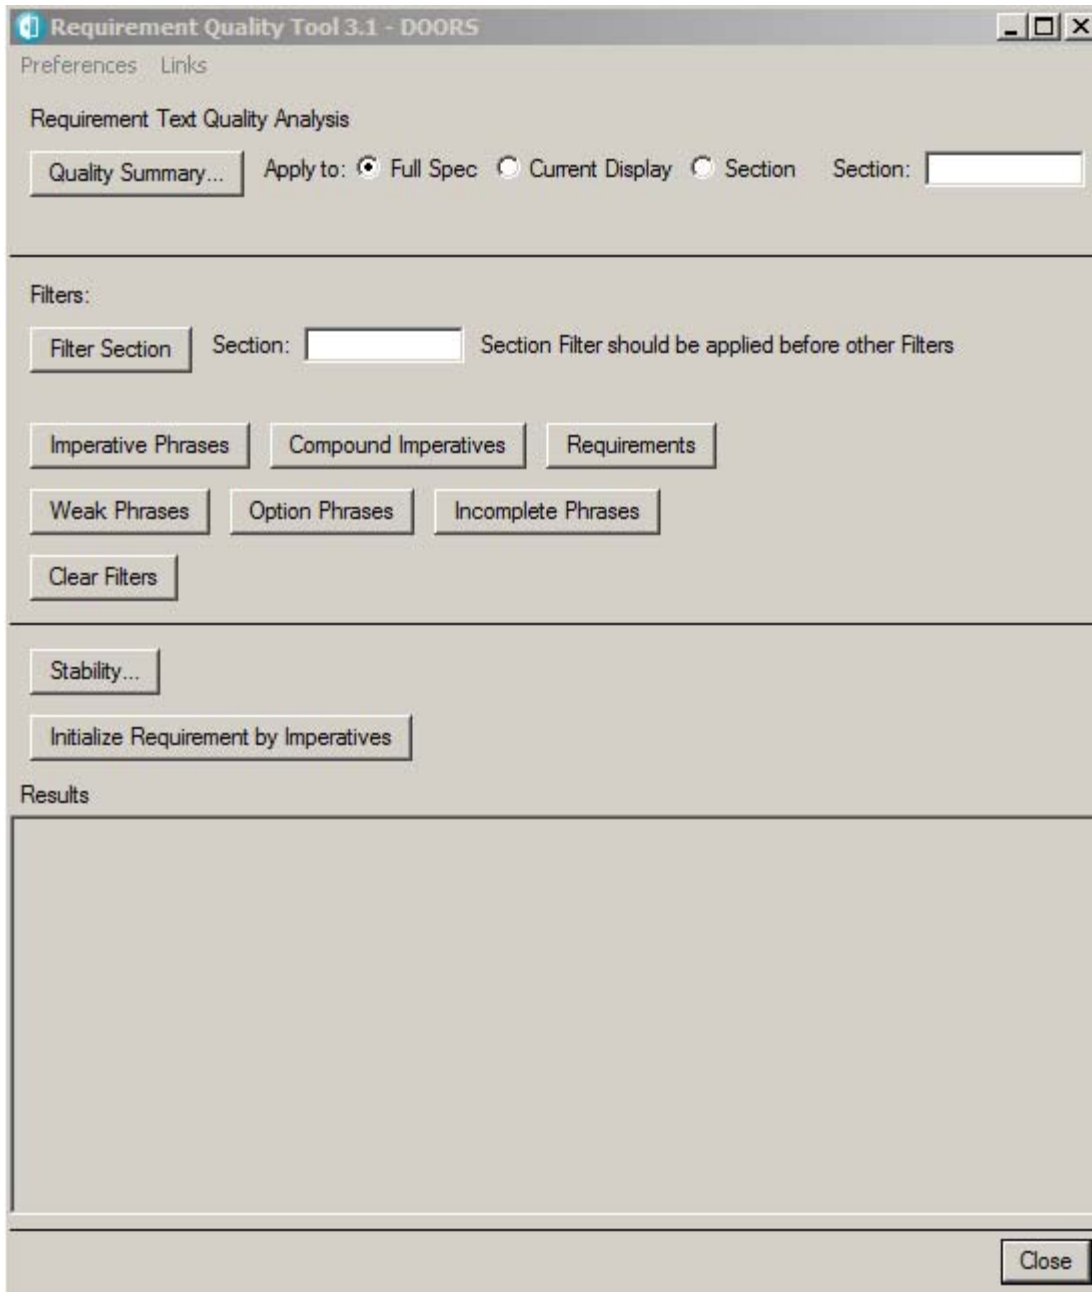 Requirement Quality Tool 3.1 - DOORS
Preferences Links
Requirement Text Quality Analysis
Quality Summary... Apply to: Full Spec Current Display Section Section:
Filters:
Filter Section Section: Section Filter should be applied before other Filters
Imperative Phrases Compound Imperatives Requirements
Weak Phrases Option Phrases Incomplete Phrases
Clear Filters
Stability...
Initialize Requirement by Imperatives
Results
Close